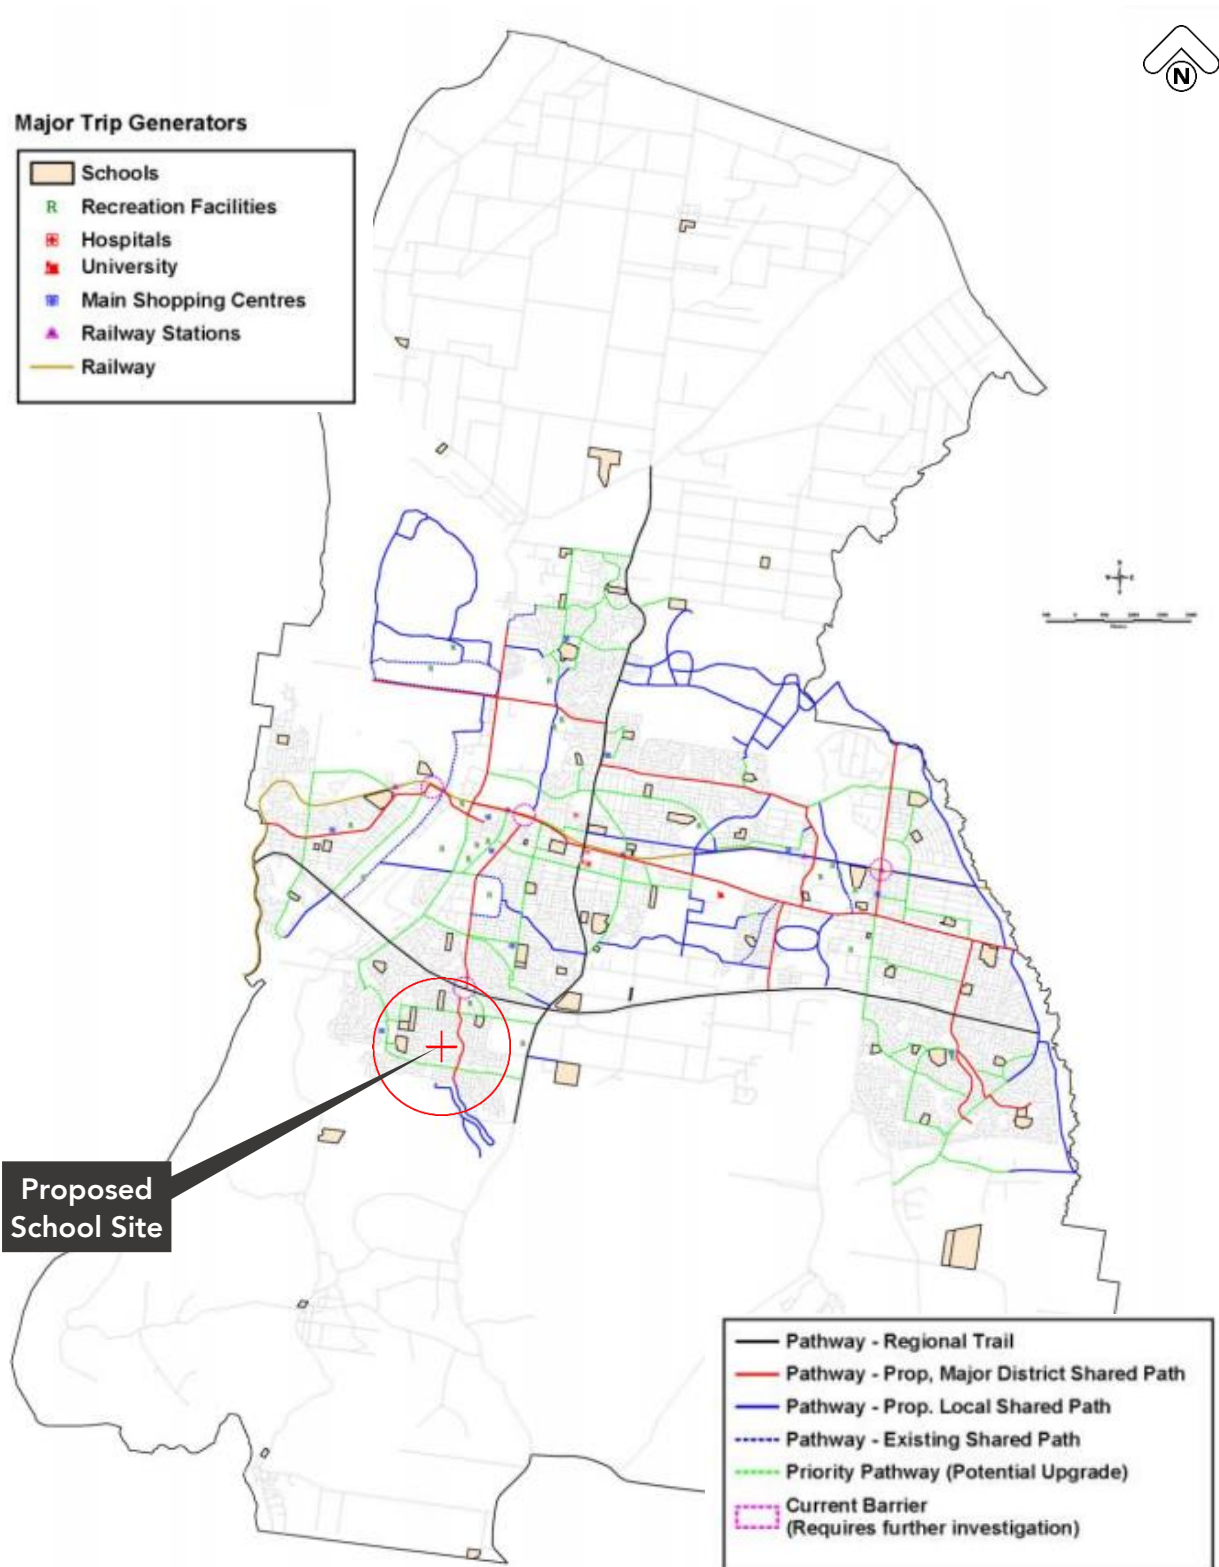 N
Major Trip Generators
Schools
R Recreation Facilities
Hospitals
University
Main Shopping Centres
Railway Stations
Railway
Proposed
School Site
Pathway - Regional Trail
Pathway - Prop, Major District Shared Path
Pathway - Prop. Local Shared Path
Pathway - Existing Shared Path
Priority Pathway (Potential Upgrade)
Current Barrier
(Requires further investigation)